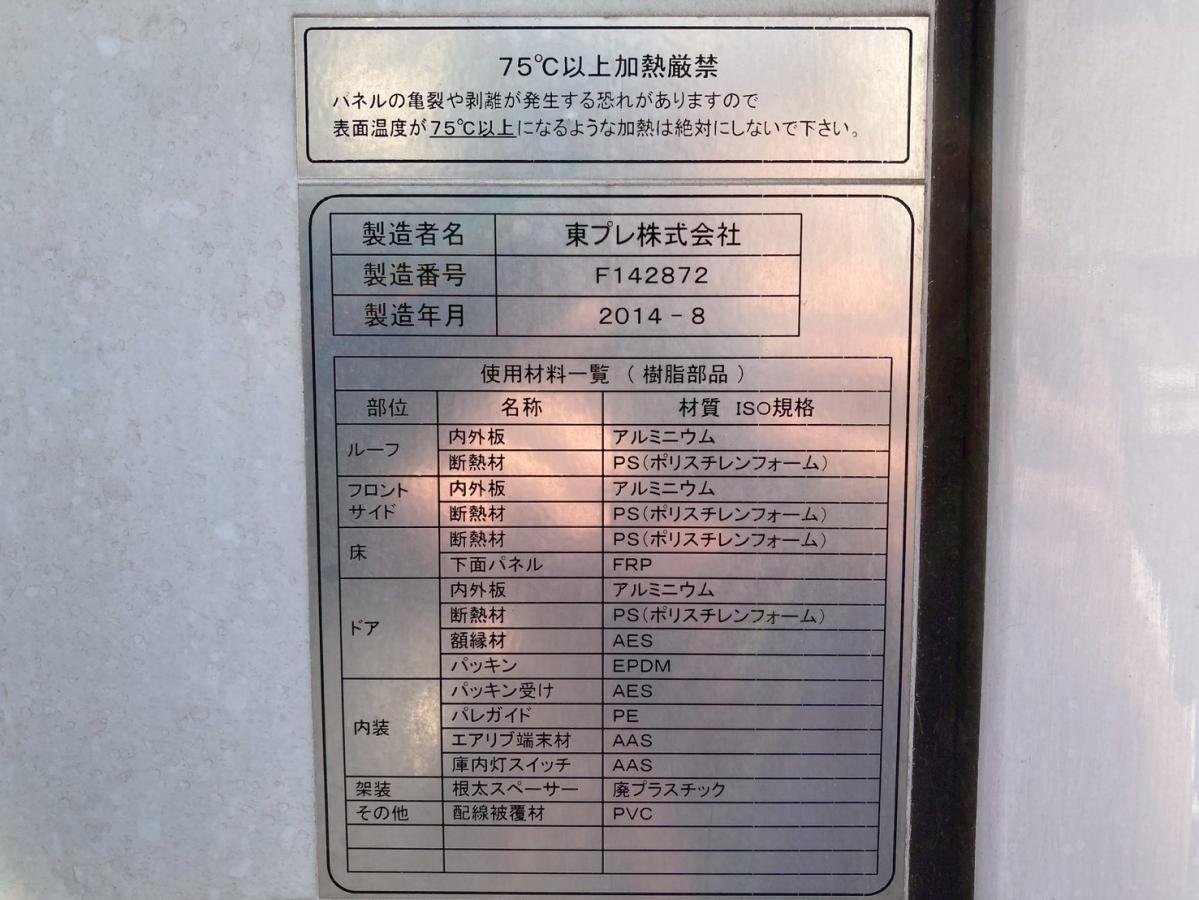 75℃以上加熱厳禁
パネルの亀裂や剥離が発生する恐れがありますので
表面温度が75℃以上になるような加熱は絶対にしないで下さい。
製造者名 東プレ株式会社
製造番号 F142872
製造年月 2014－8
使用材料一覧 （樹脂部品）
部位 名称 材質 ISO規格
ルーフ 内外板 アルミニウム
断熱材 PS(ポリスチレンフォーム)
フロント
サイド 内外板 アルミニウム
断熱材 PS(ポリスチレンフォーム)
床 断熱材 PS(ポリスチレンフォーム)
下面パネル FRP
ドア 内外板 アルミニウム
断熱材 PS(ポリスチレンフォーム)
額縁材 AES
パッキン EPDM
内装 パッキン受け AES
パレガイド PE
エアリブ端末材 AAS
庫内灯スイッチ AAS
架装 根太スペーサー 廃プラスチック
その他 配線被覆材 PVC